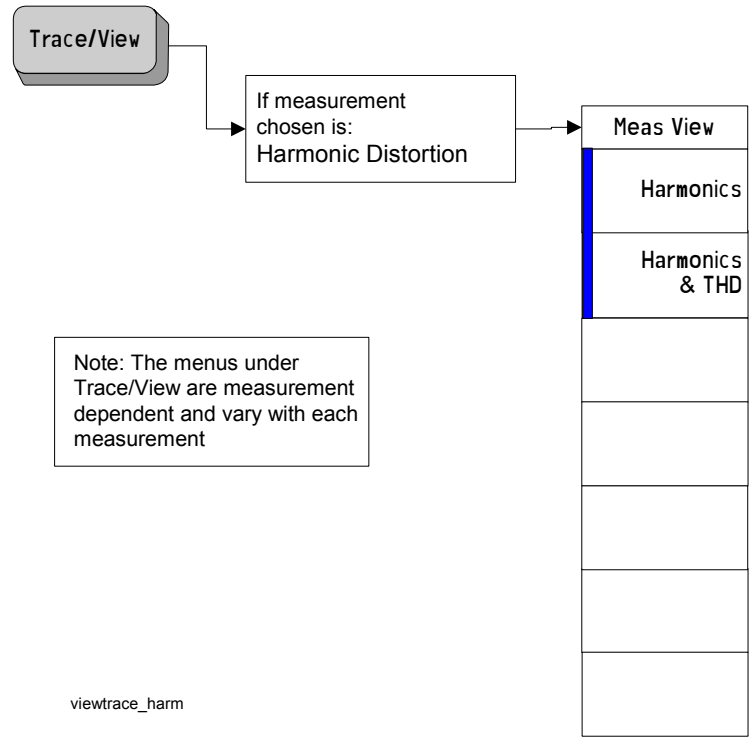 Trace/View
If measurement
chosen is:
Harmonic Distortion
Meas View
Harmonics
Harmonics
& THD
Note: The menus under
Trace/View are measurement
dependent and vary with each
measurement
viewtrace_harm